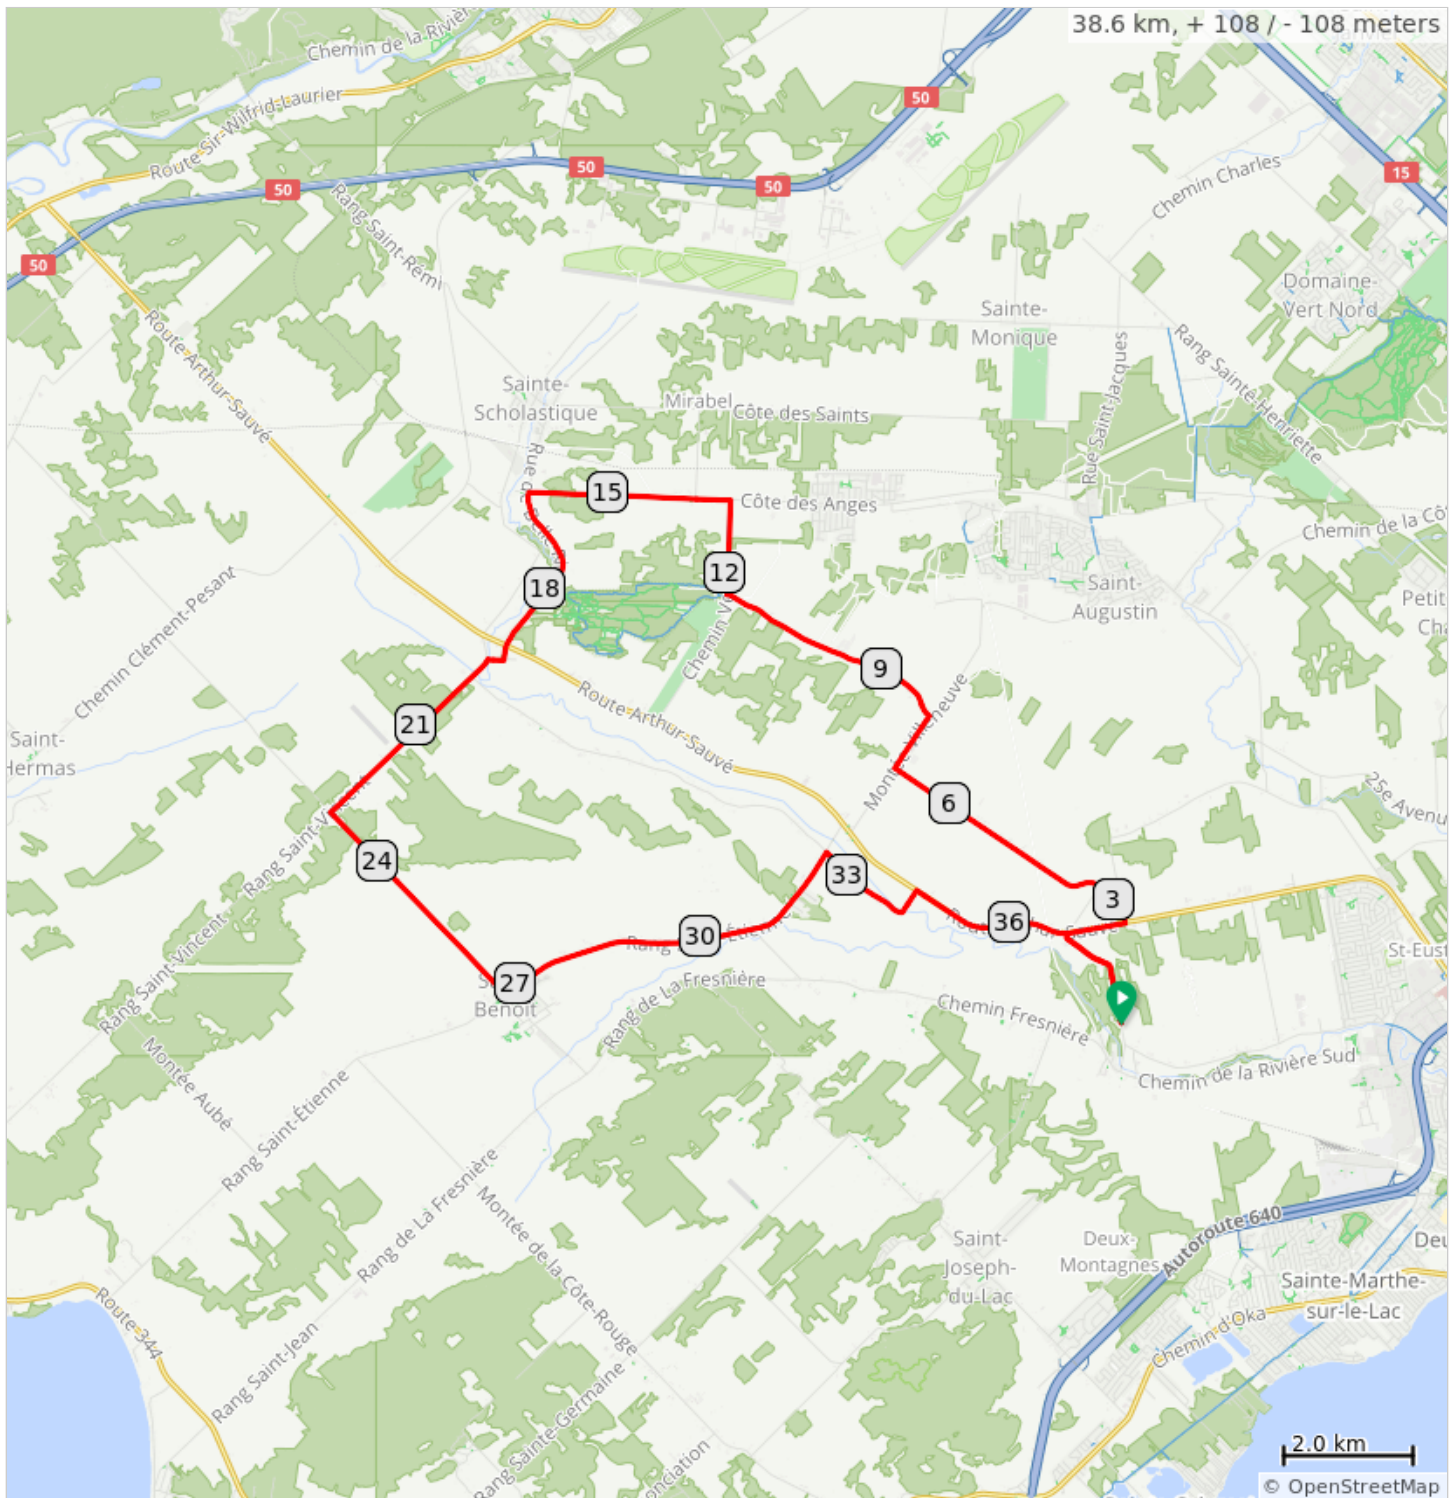 38.6 km, + 108 / - 108 meters
Chemin de la Riviè
Route Sir-Wilfrid-Laurier
50
50
50
50
50
15
Chemin Charles
Rang Saint-Rémi
Domaine-
Vert Nord
Sainte-
Monique
Route Arthur-Sauvé
Rue Saint-Jacques
Rang Sainte-Henriette
Sainte-
Scholastique
Mirabel
Côte des Saints
15
Côte des Anges
Chemin de la Cô
12
18
Saint-
Augustin
Petit
Cha
Chemin Clément-Pesant
9
Route Arthur-Sauvé
21
Saint-
Hermas
6
25e Avenu
Rang Saint-Vincent
24
33
3
36
30
Rang Saint-Vincent
27
Benoit
Rang de La Fresnière
Chemin Fresnière
St-Eust
Montée Aubé
Rang Saint-Étienne
Chemin de la Rivière Sud
Rang de La Fresnière
Montée de la Côte-Rouge
Saint-
Joseph-
du-Lac
Deux-
Montagnes
Autoroute 640
Deu
Sainte-Marthe-
sur-le-Lac
Route 344
Rang Saint-Jean
Chemin d'Oka
Rang Sainte-Germaine
onciation
2.0 km
© OpenStreetMap